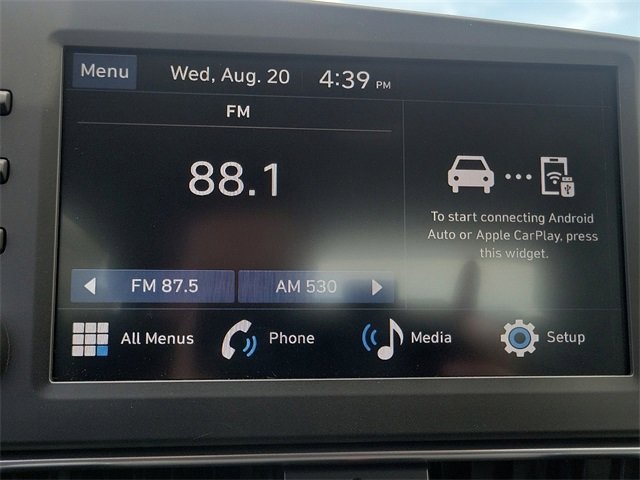 Menu Wed, Aug. 20 4:39 PM
FM
88.1
To start connecting Android
Auto or Apple CarPlay, press
this widget.
FM 87.5 AM 530
All Menus Phone Media Setup